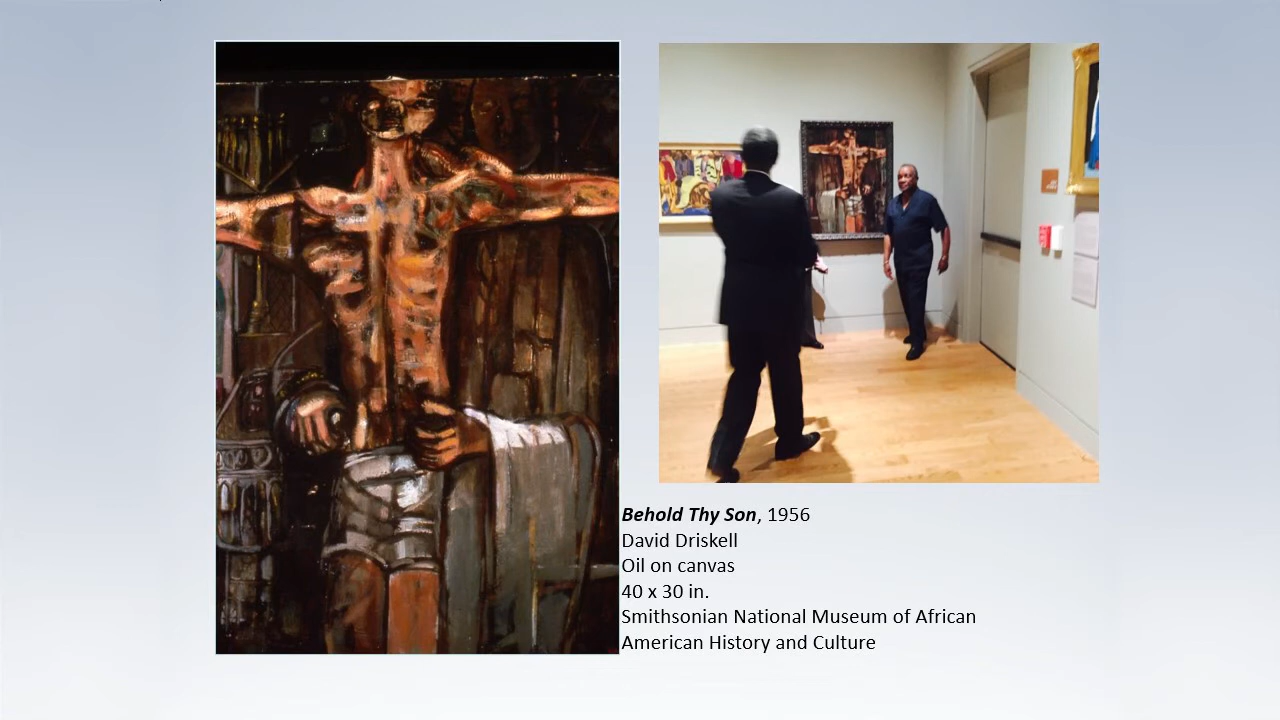 Behold Thy Son, 1956
David Driskell
Oil on canvas
40 x 30 in.
Smithsonian National Museum of African
American History and Culture